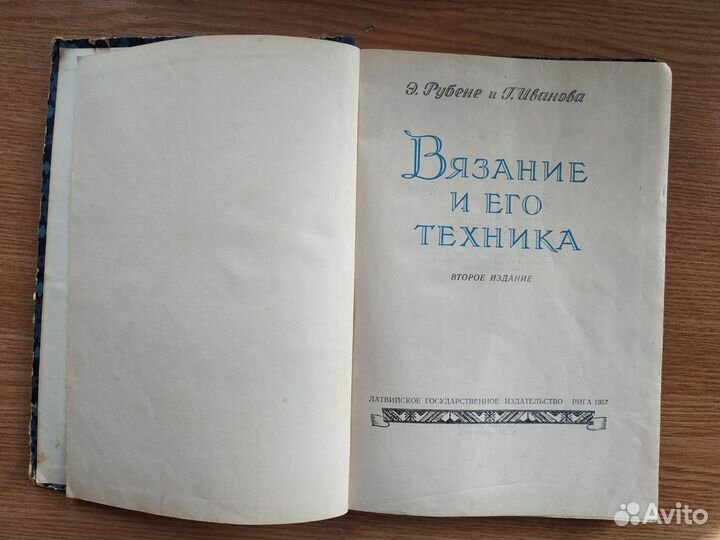 Э. Рубене и Г. Иванова
Вязание
и его
техника
ВТОРОЕ ИЗДАНИЕ
ЛАТВИЙСКОЕ ГОСУДАРСТВЕННОЕ ИЗДАТЕЛЬСТВО РИГА 1957
Avito